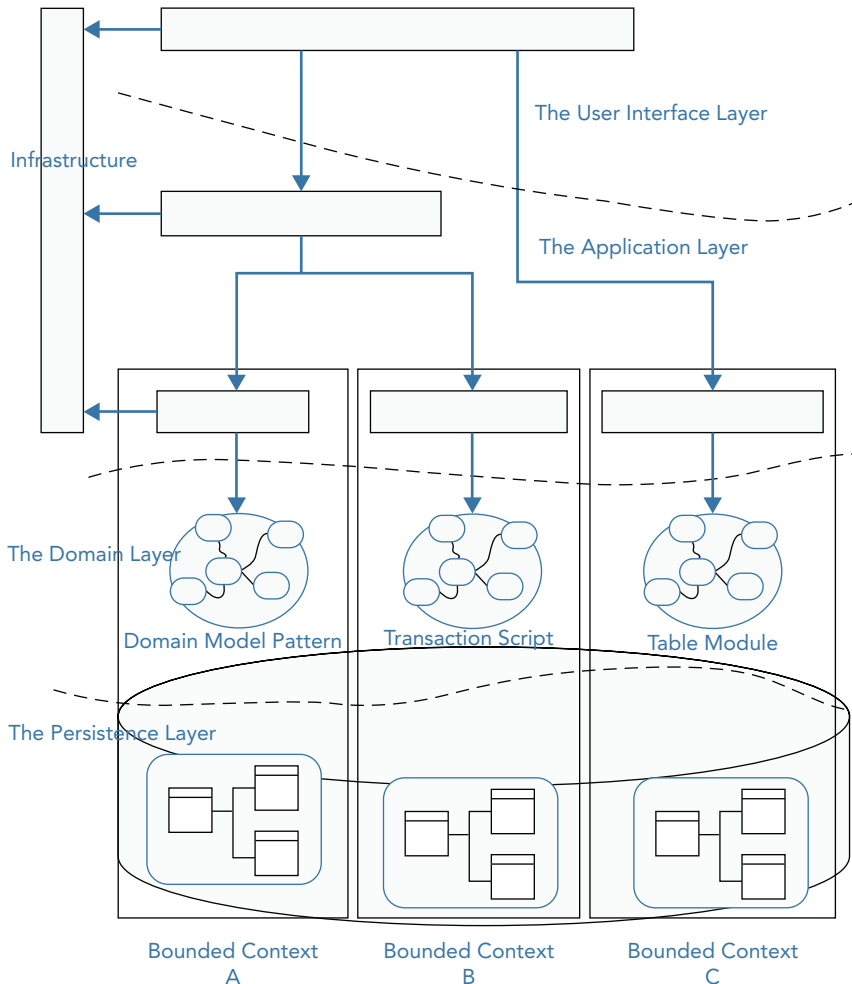 The User Interface Layer
Infrastructure
The Application Layer
The Domain Layer
Domain Model Pattern
Transaction Script
Table Module
The Persistence Layer
Bounded Context
A
Bounded Context
B
Bounded Context
C